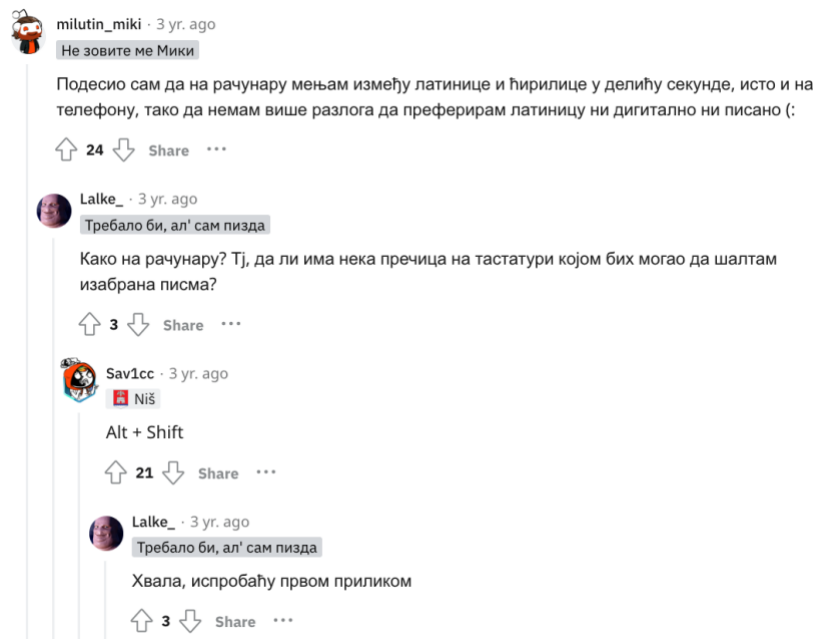 milutin_miki · 3 yr. ago
Не зовите ме Мики
Подесио сам да на рачунару мењам између латинице и ћирилице у делићу секунде, исто и на
телефону, тако да немам више разлога да преферирам латиницу ни дигитално ни писано (:
24 Share ···
Lalke_ · 3 yr. ago
Требало би, ал' сам пизда
Како на рачунару? Тј, да ли има нека пречица на тастатури којом бих могао да шалтам
изабрана писма?
3 Share ···
Sav1cc · 3 yr. ago
Niš
Alt + Shift
21 Share ···
Lalke_ · 3 yr. ago
Требало би, ал' сам пизда
Хвала, испробаћу првом приликом
3 Share ···